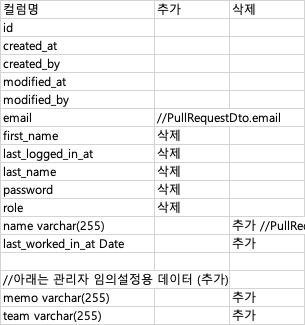 컬럼명 추가 삭제
id
created_at
created_by
modified_at
modified_by
email //PullRequestDto.email
first_name 삭제
last_logged_in_at 삭제
last_name 삭제
password 삭제
role 삭제
name varchar(255) 추가 //PullRe
last_worked_in_at Date 추가
//아래는 관리자 임의설정용 데이터 (추가)
memo varchar(255) 추가
team varchar(255) 추가